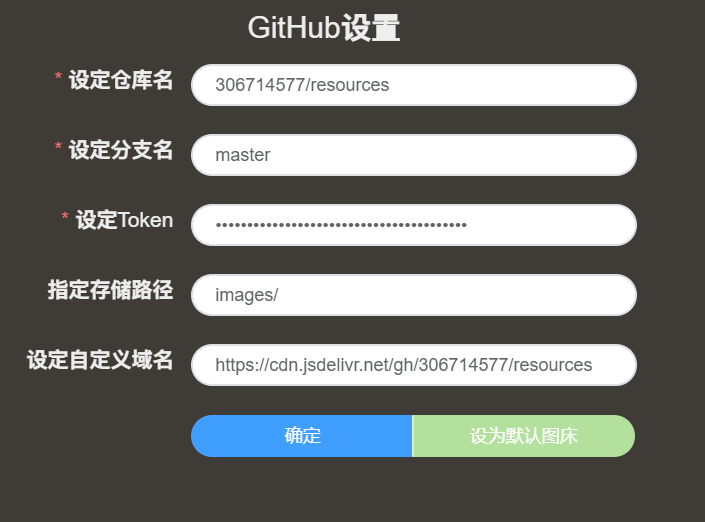 GitHub设置
* 设定仓库名 306714577/resources
* 设定分支名 master
* 设定Token ••••••••••••••••••••••••••••••••••••••••
指定存储路径 images/
设定自定义域名 https://cdn.jsdelivr.net/gh/306714577/resources
确定 设为默认图床